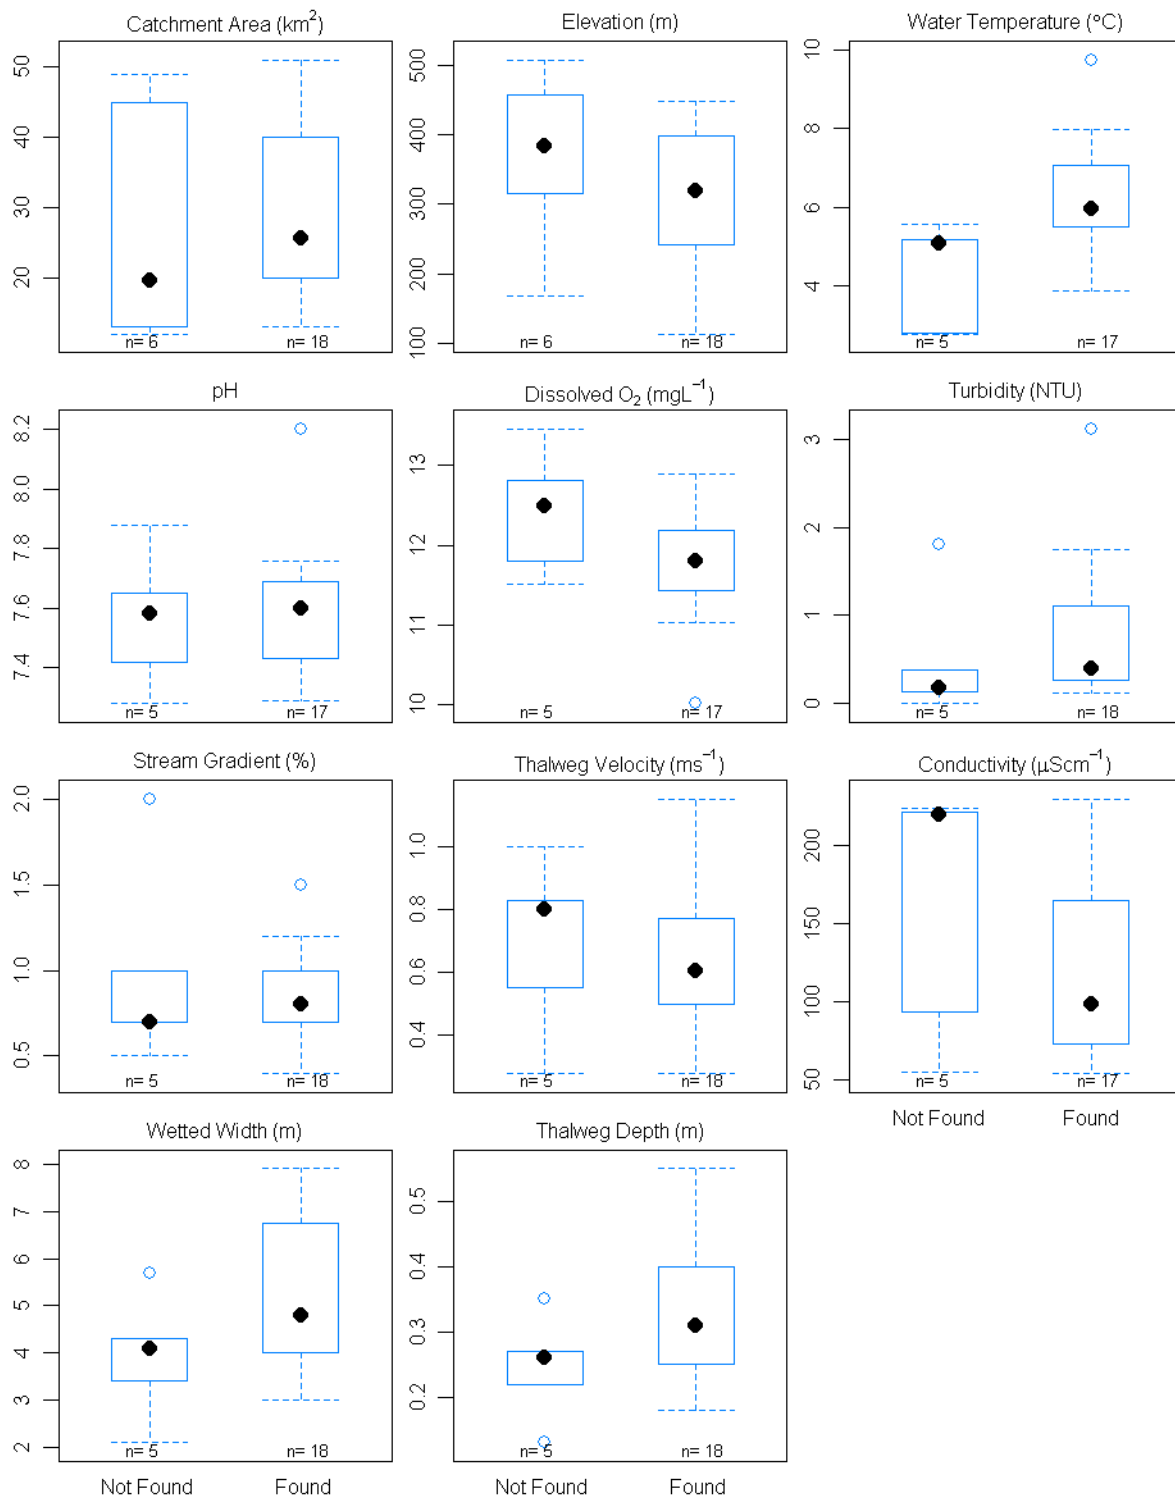 Catchment Area (km²)
Elevation (m)
Water Temperature (°C)
50
40
30
20
n= 6
n= 18
500
400
300
200
100
n= 6
n= 18
10
8
6
4
n= 5
n= 17
pH
Dissolved O₂ (mgL⁻¹)
Turbidity (NTU)
8.2
8.0
7.8
7.6
7.4
n= 5
n= 17
13
12
11
10
n= 5
n= 17
3
2
1
0
n= 5
n= 18
Stream Gradient (%)
Thalweg Velocity (ms⁻¹)
Conductivity (µScm⁻¹)
2.0
1.5
1.0
0.5
n= 5
n= 18
1.0
0.8
0.6
0.4
n= 5
n= 18
200
150
100
50
n= 5
n= 17
Not Found
Found
Wetted Width (m)
Thalweg Depth (m)
8
7
6
5
4
3
2
n= 5
n= 18
0.5
0.4
0.3
0.2
n= 5
n= 18
Not Found
Found
Not Found
Found